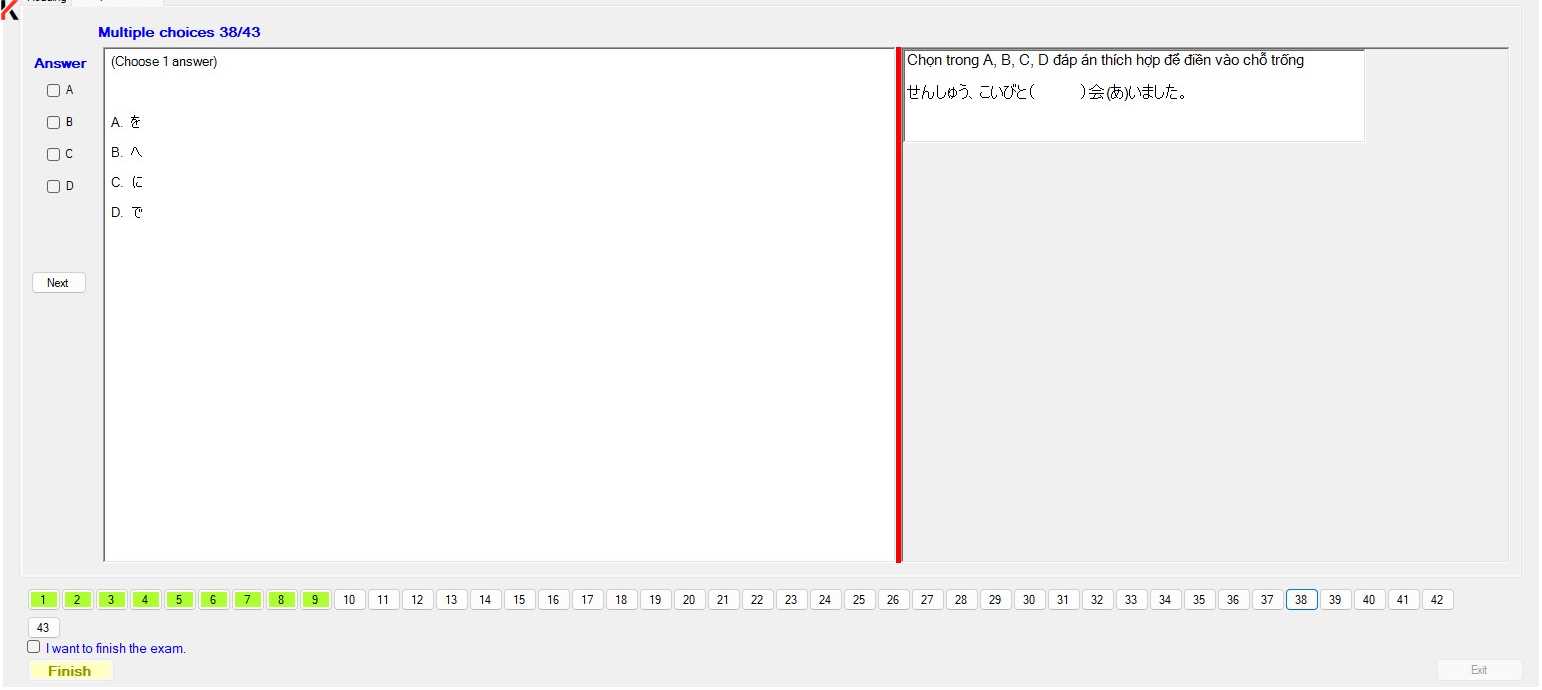 Multiple choices 38/43
Answer
A
B
C
D
Next
(Choose 1 answer)
A. を
B. へ
C. に
D. で
Chọn trong A, B, C, D đáp án thích hợp để điền vào chỗ trống
せんしゅう、こいびと( )会(あ)いました。
1 2 3 4 5 6 7 8 9 10 11 12 13 14 15 16 17 18 19 20 21 22 23 24 25 26 27 28 29 30 31 32 33 34 35 36 37 38 39 40 41 42
43
I want to finish the exam.
Finish
Exit